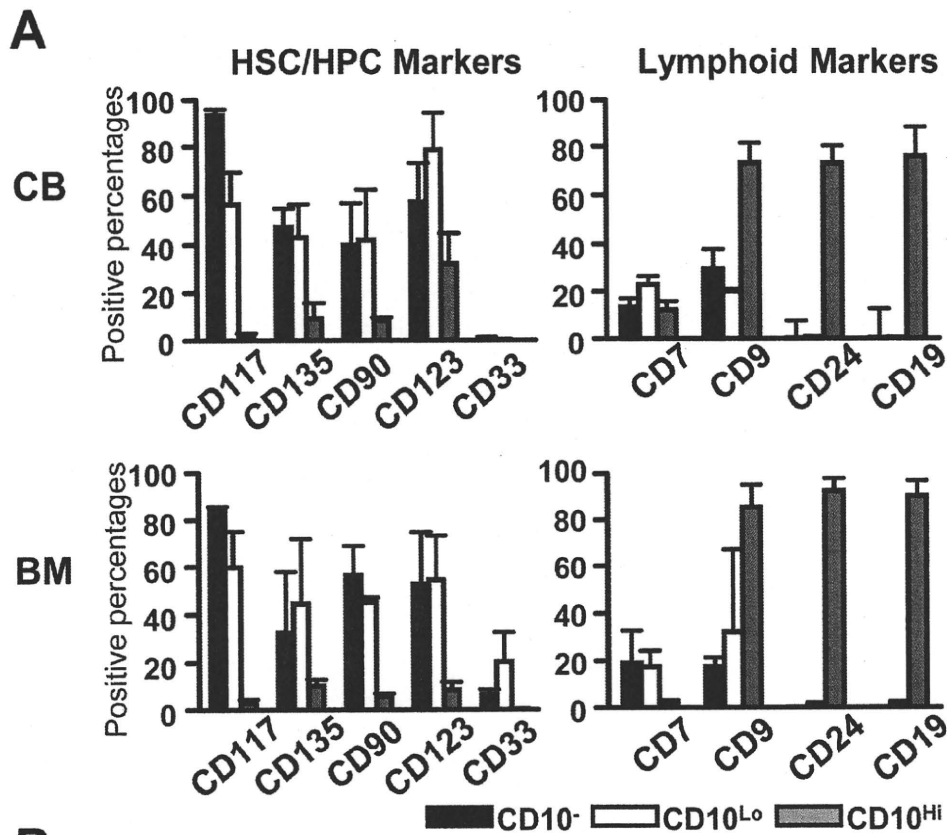 A
HSC/HPC Markers
Lymphoid Markers
CB
Positive percentages
100
80
60
40
20
0
CD117
CD135
CD90
CD123
CD33
100
80
60
40
20
0
CD7
CD9
CD24
CD19
BM
Positive percentages
100
80
60
40
20
0
CD117
CD135
CD90
CD123
CD33
100
80
60
40
20
0
CD7
CD9
CD24
CD19
CD10- CD10Lo CD10Hi